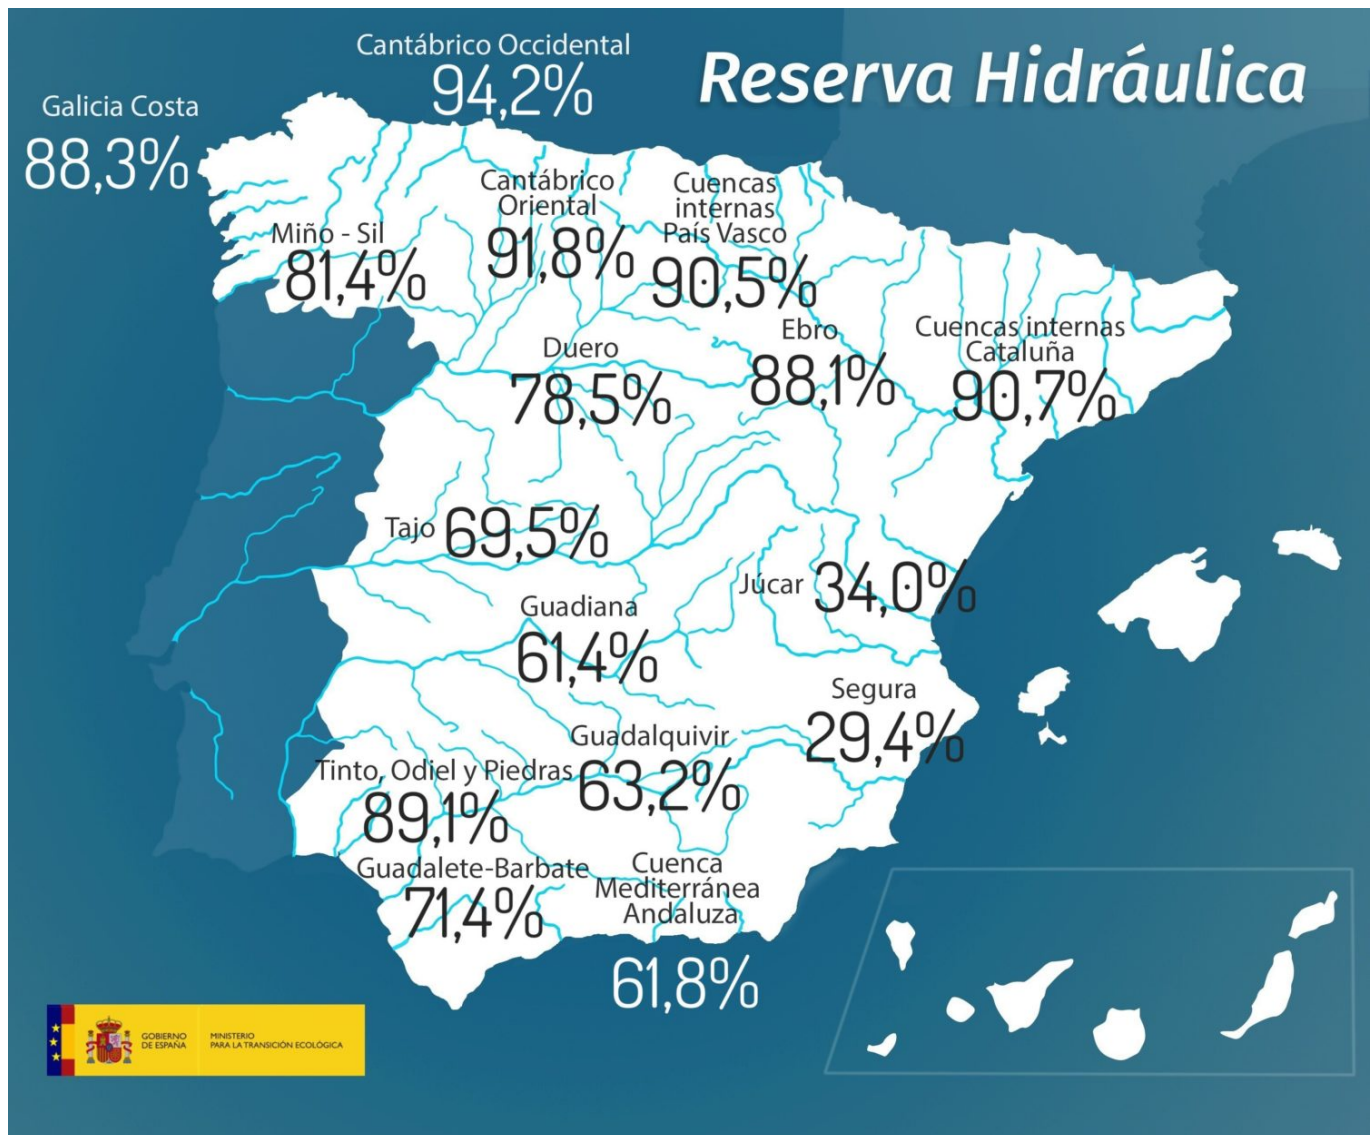 Reserva Hidráulica
Cantábrico Occidental
94,2%
Galicia Costa
88,3%
Cantábrico
Oriental
91,8%
Cuencas
internas
País Vasco
90,5%
Miño - Sil
81,4%
Ebro
88,1%
Cuencas internas
Cataluña
90,7%
Duero
78,5%
Tajo 69,5%
Júcar 34,0%
Guadiana
61,4%
Segura
29,4%
Guadalquivir
63,2%
Tinto, Odiel y Piedras
89,1%
Guadalete-Barbate
71,4%
Cuenca
Mediterránea
Andaluza
61,8%
GOBIERNO
DE ESPAÑA
MINISTERIO
PARA LA TRANSICIÓN ECOLÓGICA